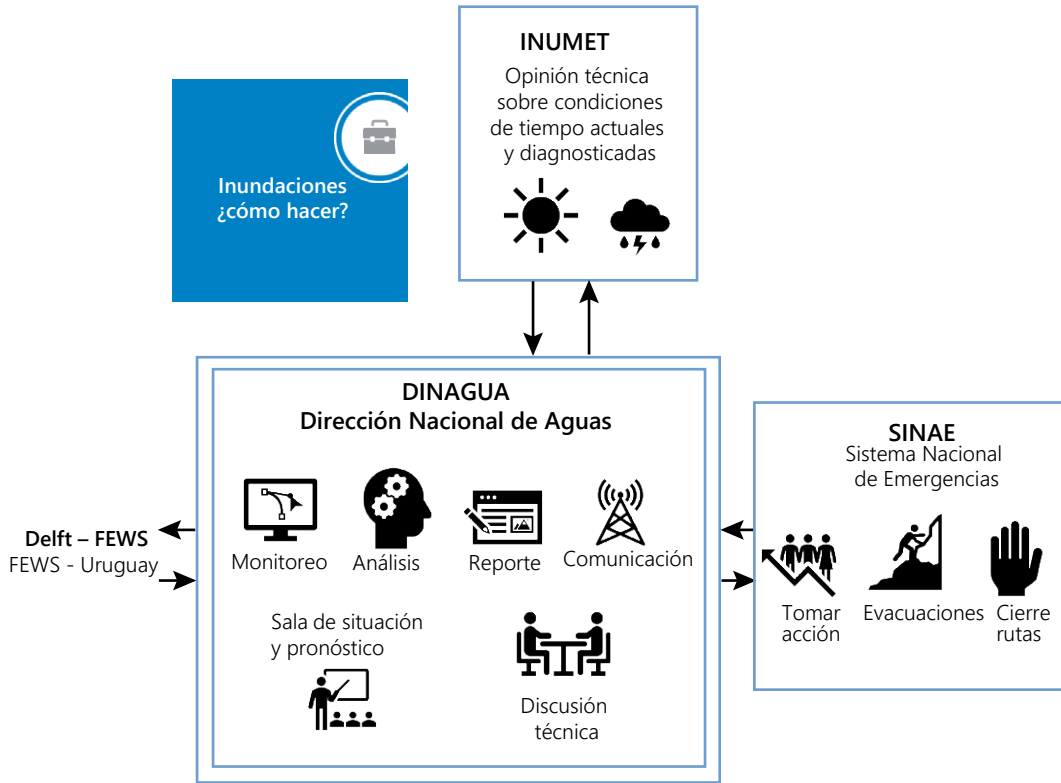 INUMET
Opinión técnica
sobre condiciones
de tiempo actuales
y diagnosticadas
Inundaciones
¿cómo hacer?
DINAGUA
Dirección Nacional de Aguas
Monitoreo
Análisis
Reporte
Comunicación
Sala de situación
y pronóstico
Discusión
técnica
Delft – FEWS
FEWS - Uruguay
SINAE
Sistema Nacional
de Emergencias
Tomar
acción
Evacuaciones
Cierre
rutas